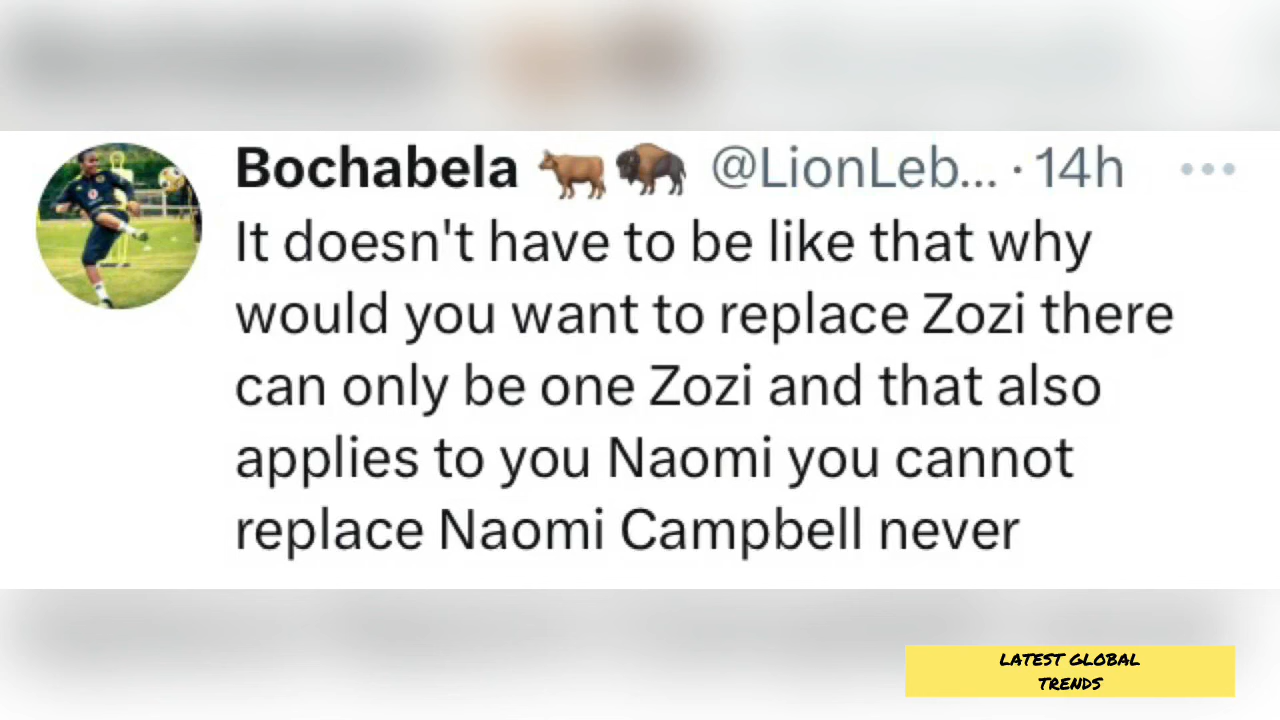 Bochabela 🐂🦬 @LionLeb... · 14h
It doesn't have to be like that why
would you want to replace Zozi there
can only be one Zozi and that also
applies to you Naomi you cannot
replace Naomi Campbell never
LATEST GLOBAL
TRENDS